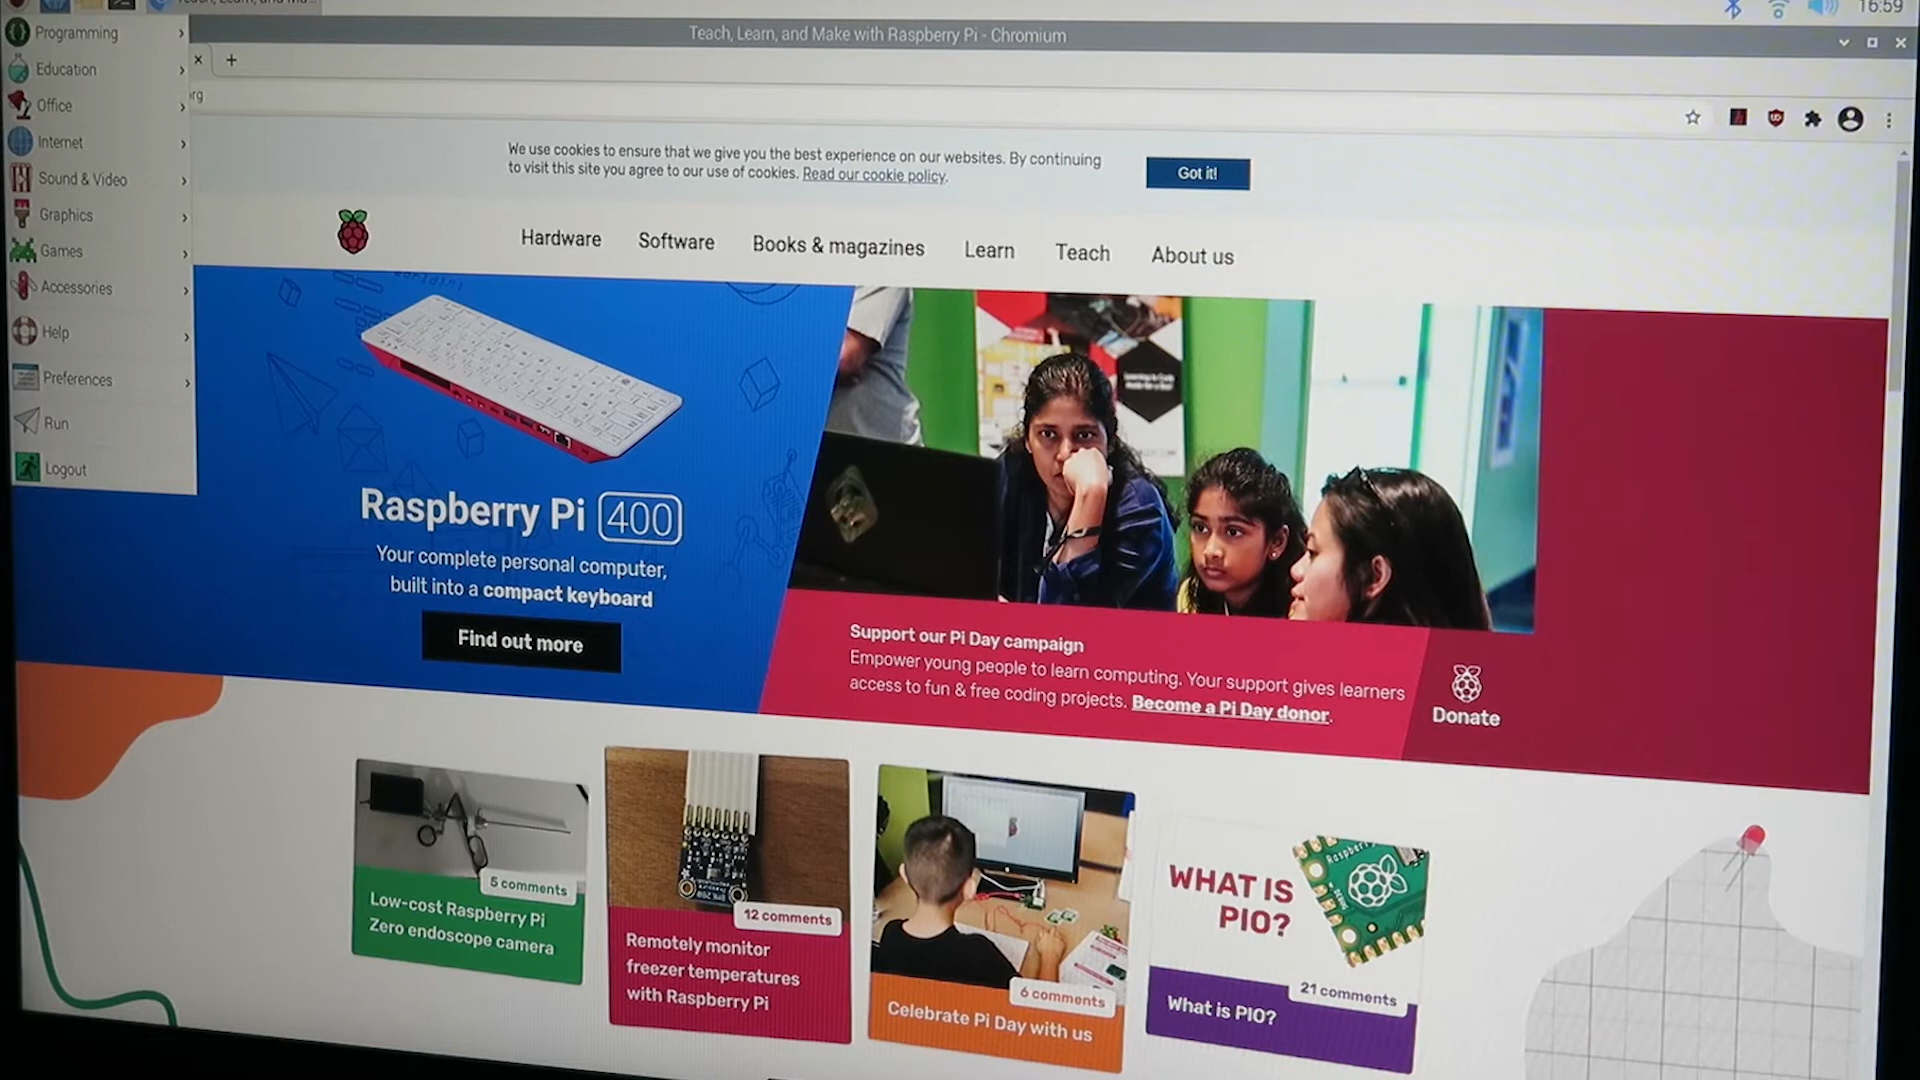 16:59
Teach, Learn, and Make with Raspberry Pi - Chromium
Programming
Education
Office
Internet
Sound & Video
Graphics
Games
Accessories
Help
Preferences
Run
Logout
We use cookies to ensure that we give you the best experience on our websites. By continuing
to visit this site you agree to our use of cookies. Read our cookie policy.
Got it!
Hardware
Software
Books & magazines
Learn
Teach
About us
Raspberry Pi 400
Your complete personal computer,
built into a compact keyboard
Find out more
Support our Pi Day campaign
Empower young people to learn computing. Your support gives learners
access to fun & free coding projects. Become a Pi Day donor.
Donate
5 comments
Low-cost Raspberry Pi
Zero endoscope camera
12 comments
Remotely monitor
freezer temperatures
with Raspberry Pi
6 comments
Celebrate Pi Day with us
WHAT IS
PIO?
21 comments
What is PIO?